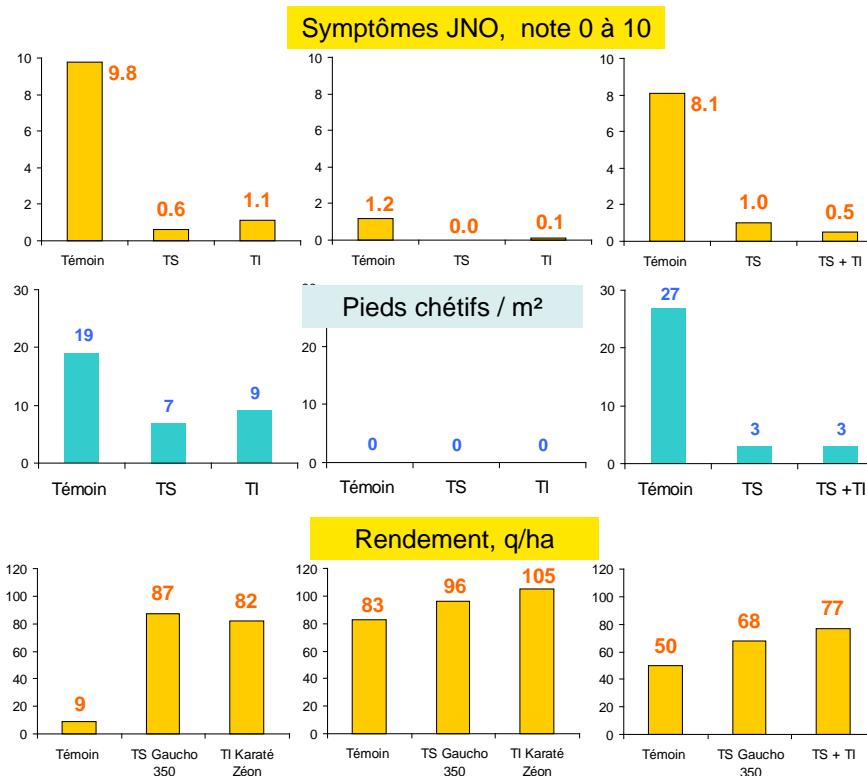 Symptômes JNO, note 0 à 10
10
8
6
4
2
0
9.8
0.6
1.1
Témoin
TS
TI
10
8
6
4
2
0
1.2
0.0
0.1
Témoin
TS
TI
10
8
6
4
2
0
8.1
1.0
0.5
Témoin
TS
TS + TI
Pieds chétifs / m²
30
20
10
0
19
7
9
Témoin
TS
TI
20
10
0
0
0
0
Témoin
TS
TI
30
20
10
0
27
3
3
Témoin
TS
TS +TI
Rendement, q/ha
120
100
80
60
40
20
0
9
87
82
Témoin
TS Gaucho
350
TI Karaté
Zéon
120
100
80
60
40
20
0
83
96
105
Témoin
TS Gaucho
350
TI Karaté
Zéon
120
100
80
60
40
20
0
50
68
77
Témoin
TS Gaucho
350
TS + TI